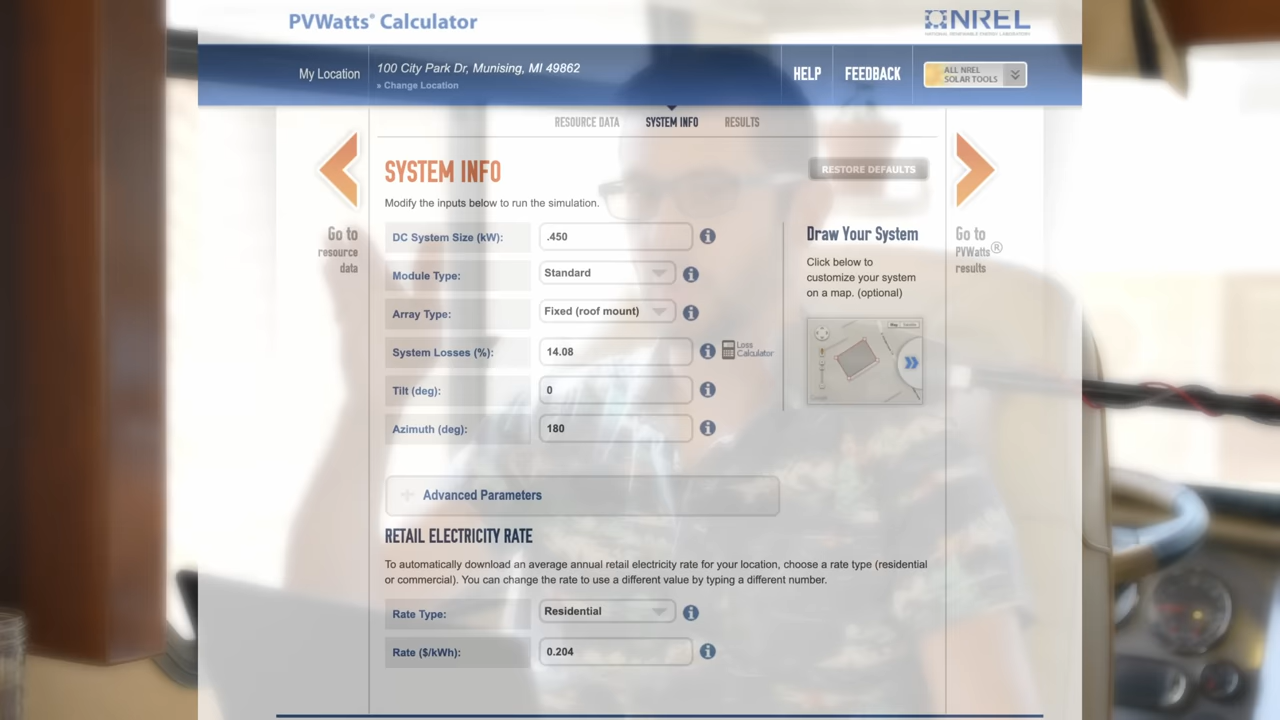 PVWatts® Calculator
NREL
NATIONAL RENEWABLE ENERGY LABORATORY
My Location
100 City Park Dr, Munising, MI 49862
» Change Location
HELP
FEEDBACK
ALL NREL
SOLAR TOOLS
RESOURCE DATA
SYSTEM INFO
RESULTS
SYSTEM INFO
RESTORE DEFAULTS
Modify the inputs below to run the simulation.
Go to
resource
data
DC System Size (kW):
.450
Module Type:
Standard
Array Type:
Fixed (roof mount)
System Losses (%):
14.08
Loss
Calculator
Tilt (deg):
0
Azimuth (deg):
180
Draw Your System
Click below to
customize your system
on a map. (optional)
Go to
PVWatts®
results
Advanced Parameters
RETAIL ELECTRICITY RATE
To automatically download an average annual retail electricity rate for your location, choose a rate type (residential
or commercial). You can change the rate to use a different value by typing a different number.
Rate Type:
Residential
Rate ($/kWh):
0.204